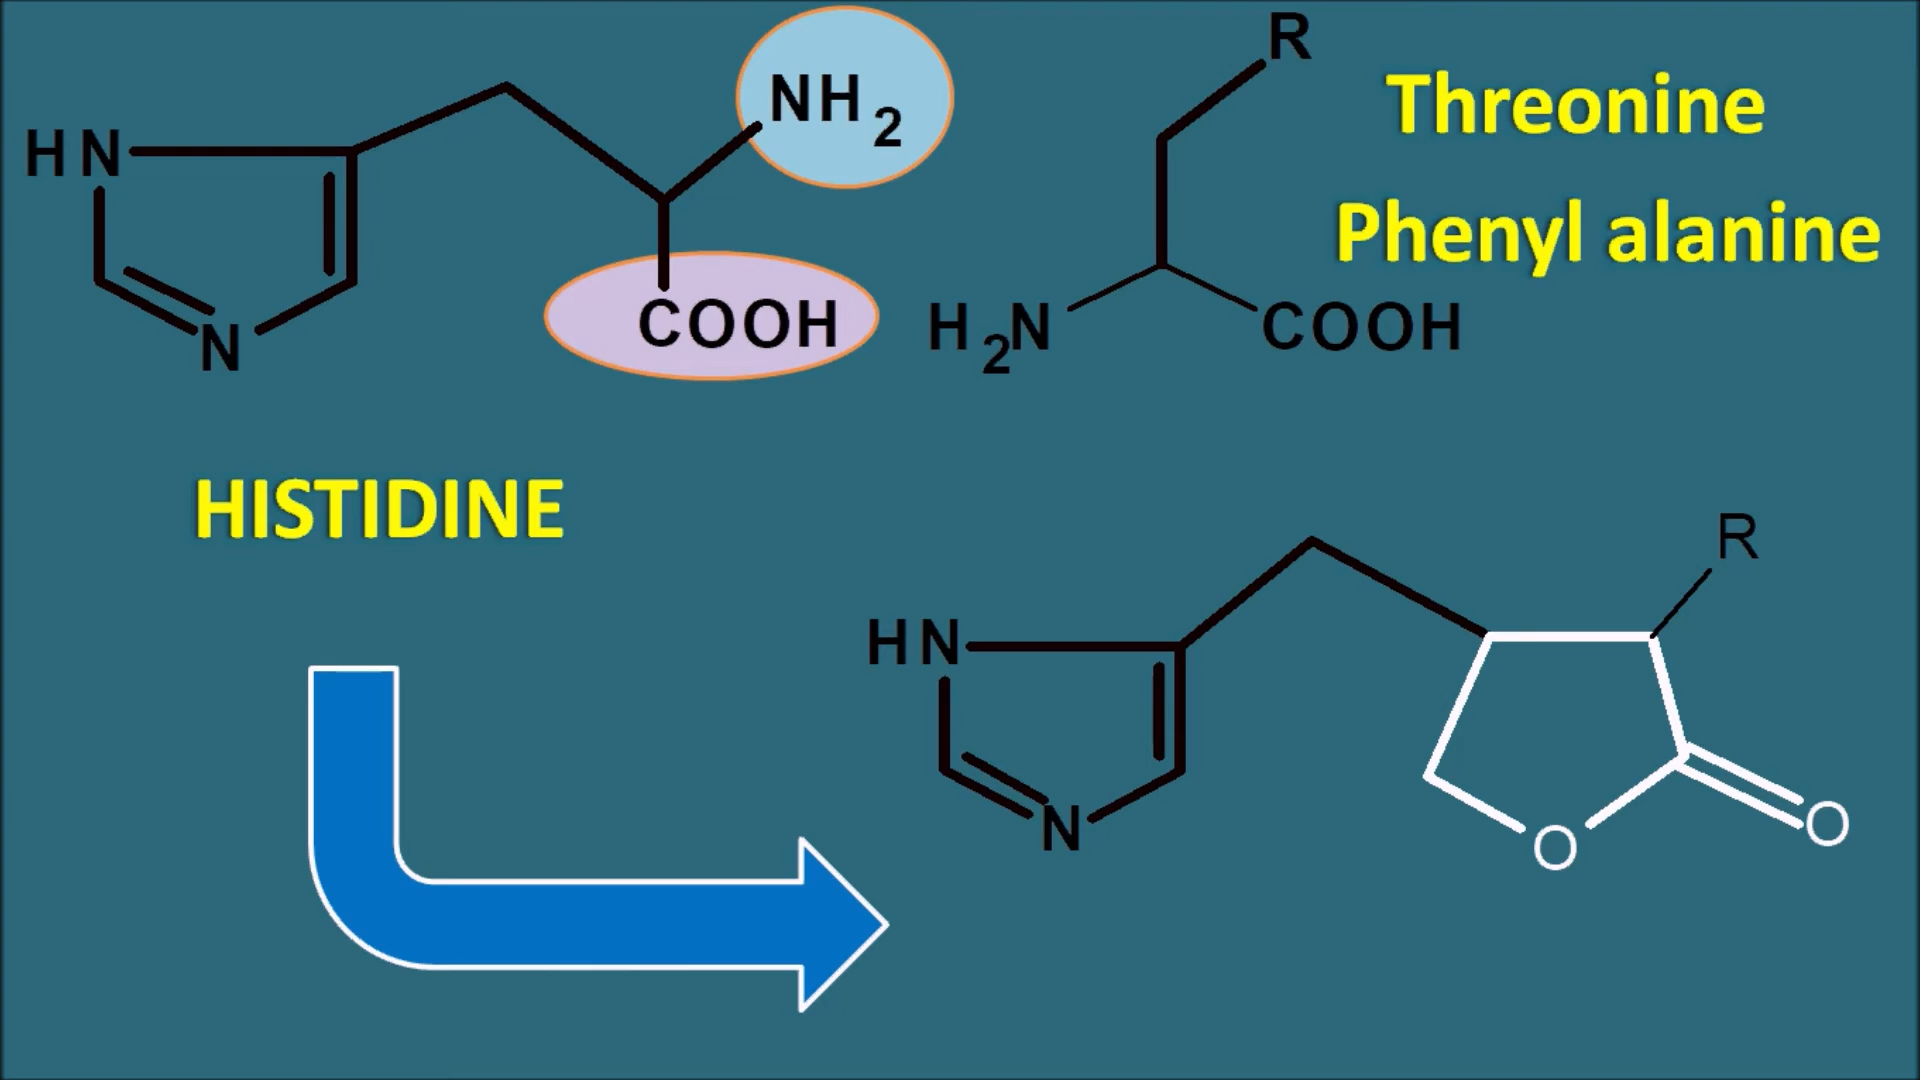 NH2
HN
N
COOH
HISTIDINE
R
Threonine
Phenyl alanine
H2N
COOH
R
HN
N
O
O